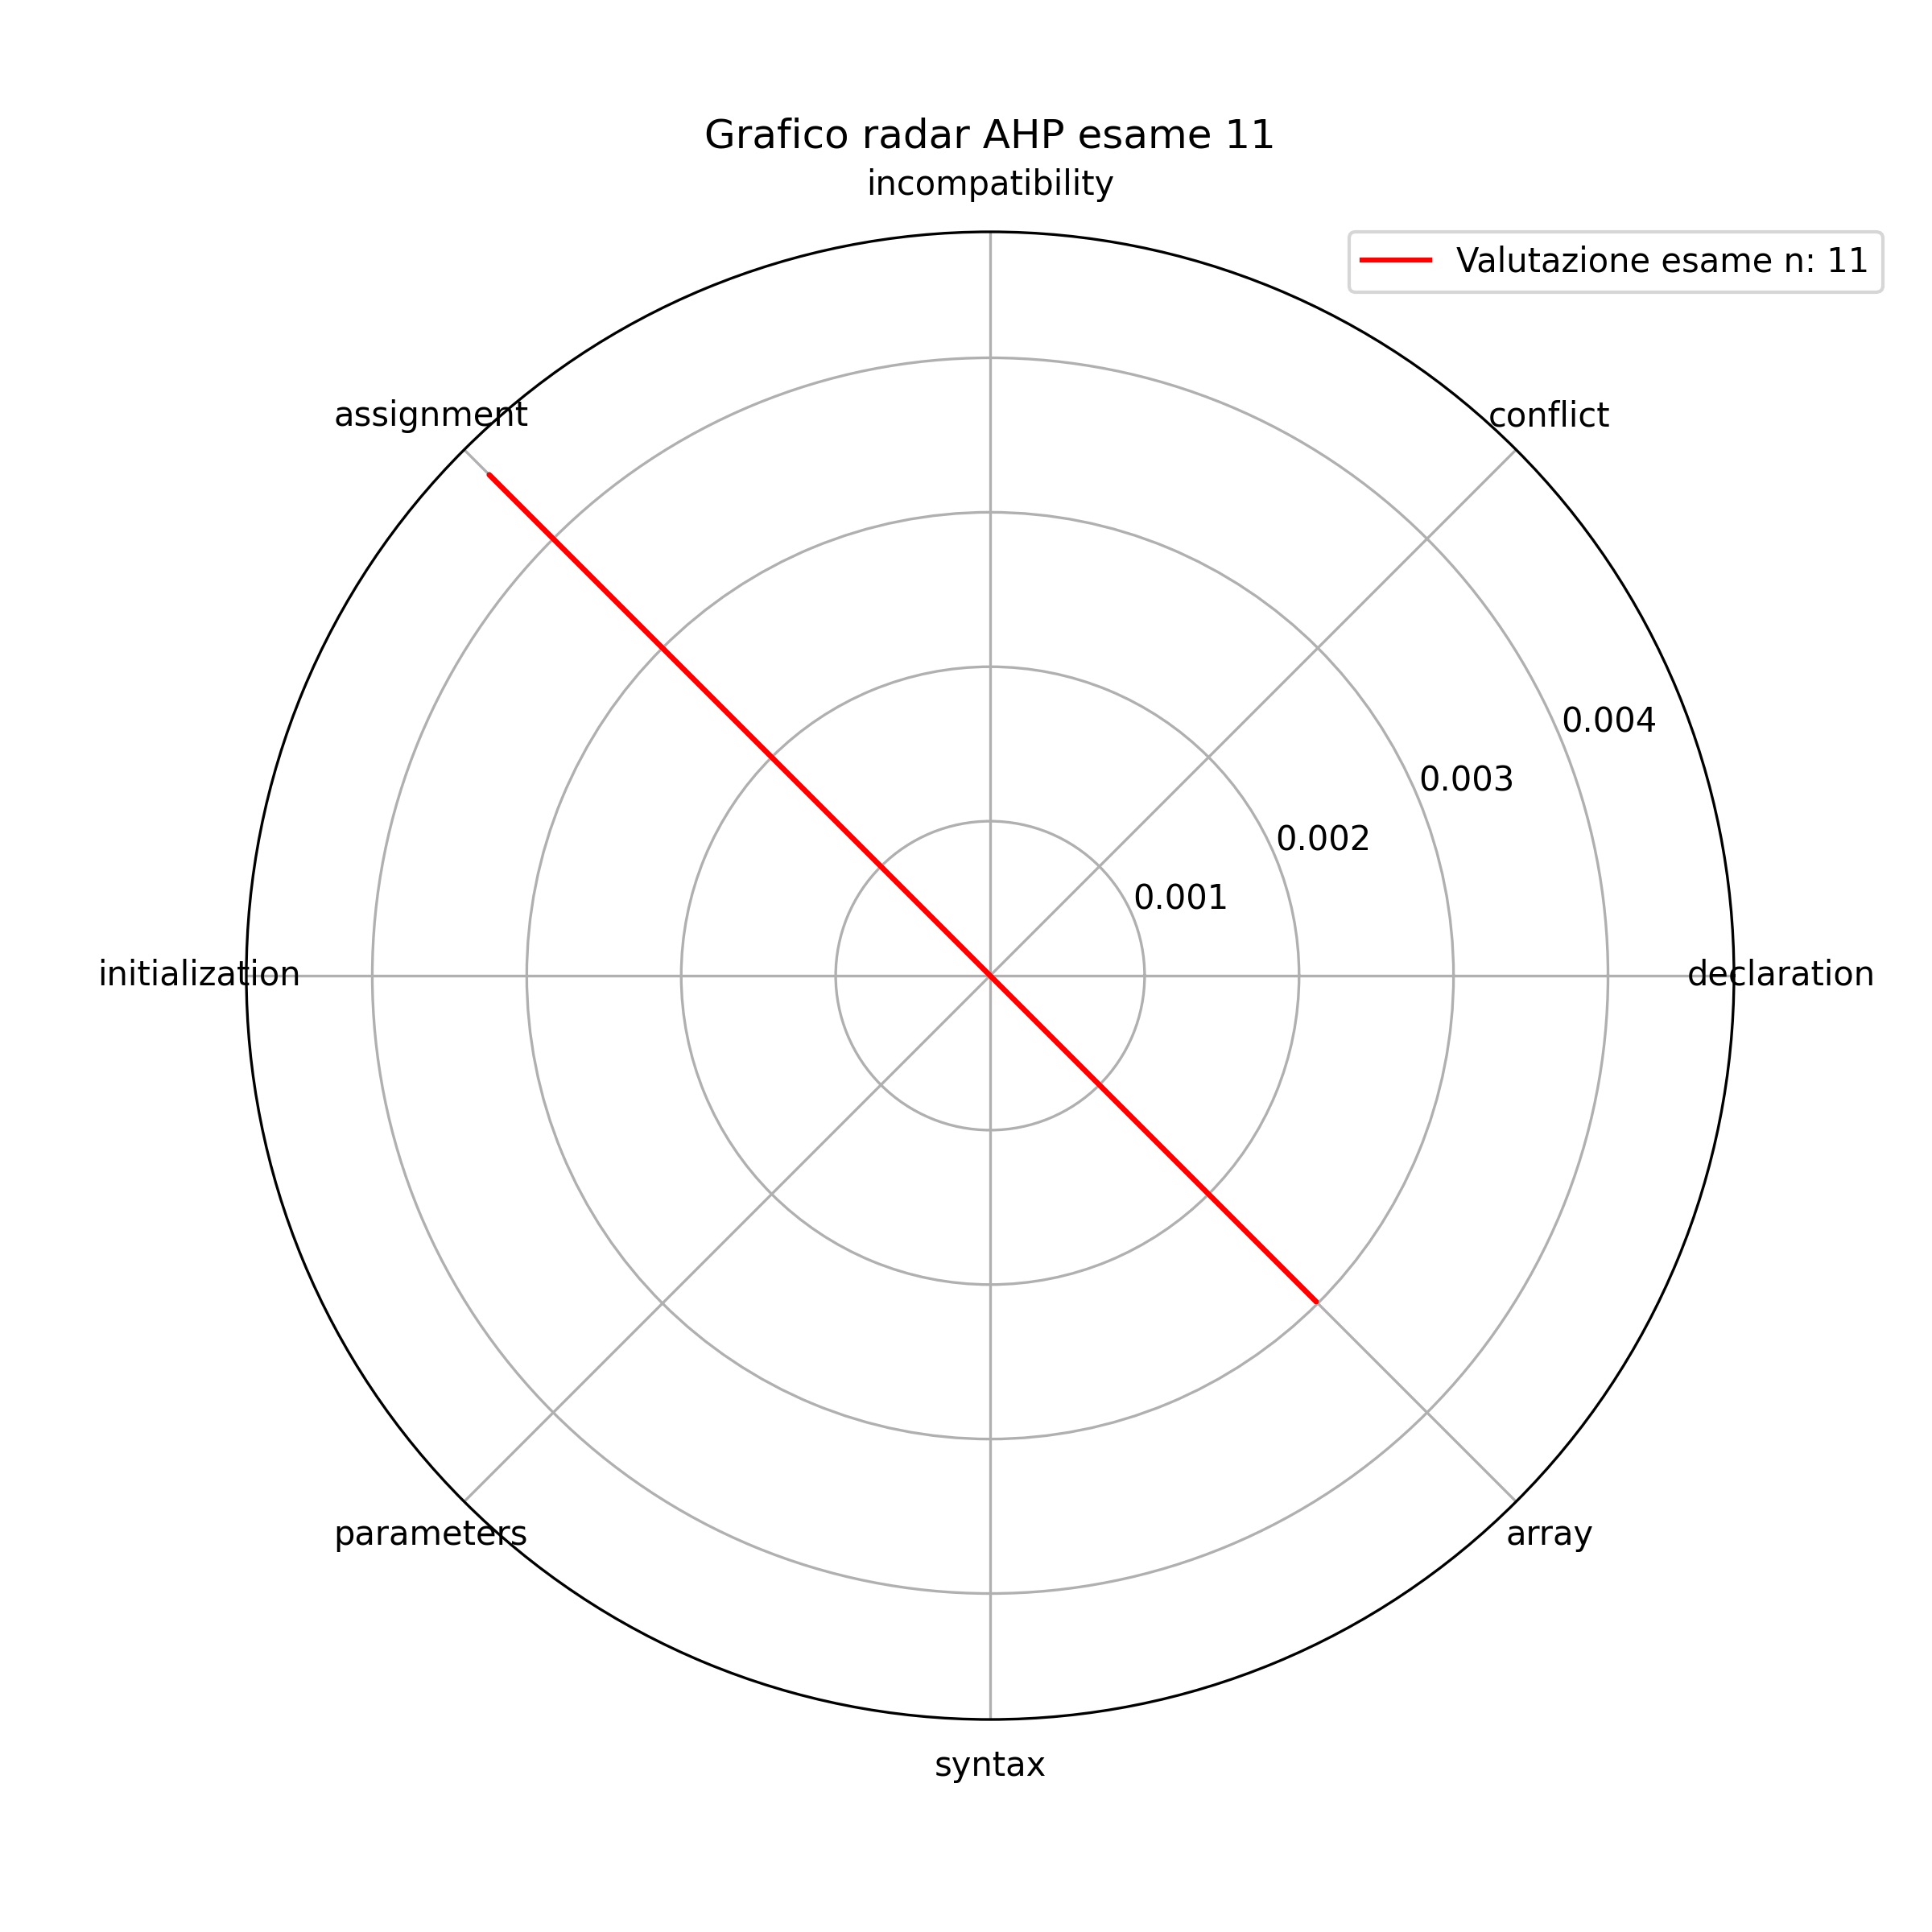 Grafico radar AHP esame 11
incompatibility
Valutazione esame n: 11
assignment
conflict
0.004
0.003
0.002
0.001
initialization
declaration
parameters
array
syntax